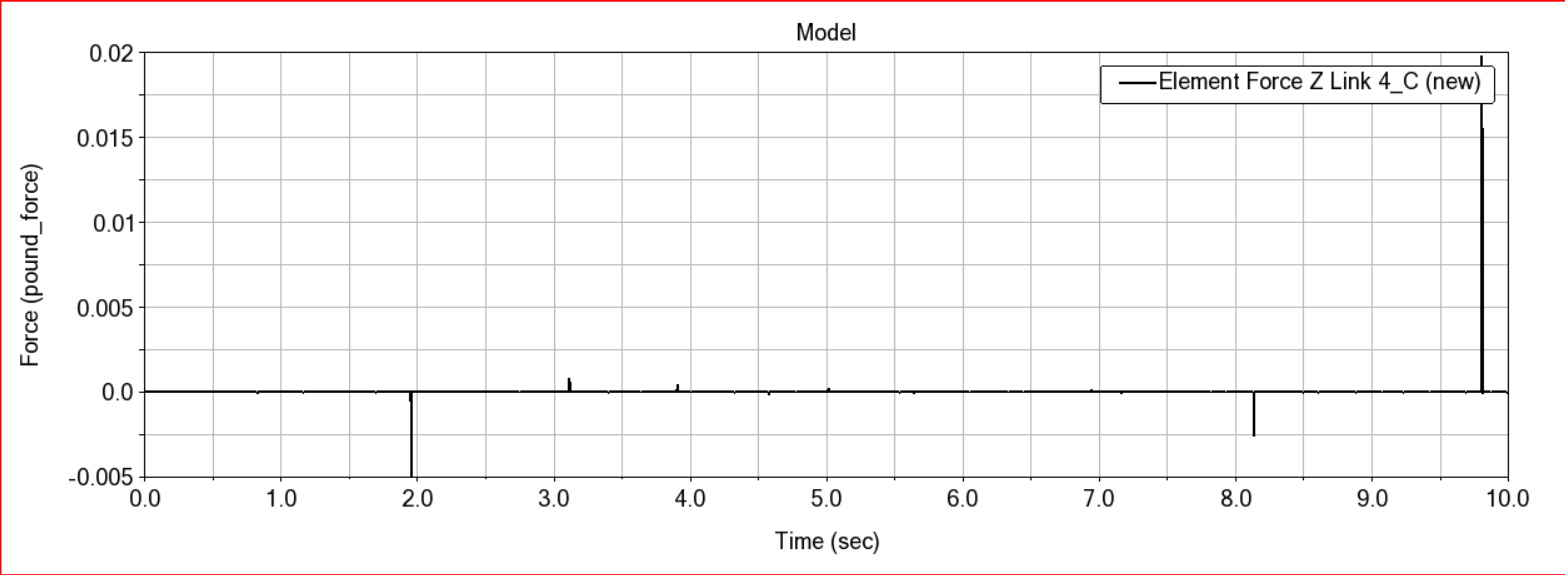 Model
Element Force Z Link 4_C (new)
Force (pound_force)
0.02
0.015
0.01
0.005
0.0
-0.005
0.0 1.0 2.0 3.0 4.0 5.0 6.0 7.0 8.0 9.0 10.0
Time (sec)